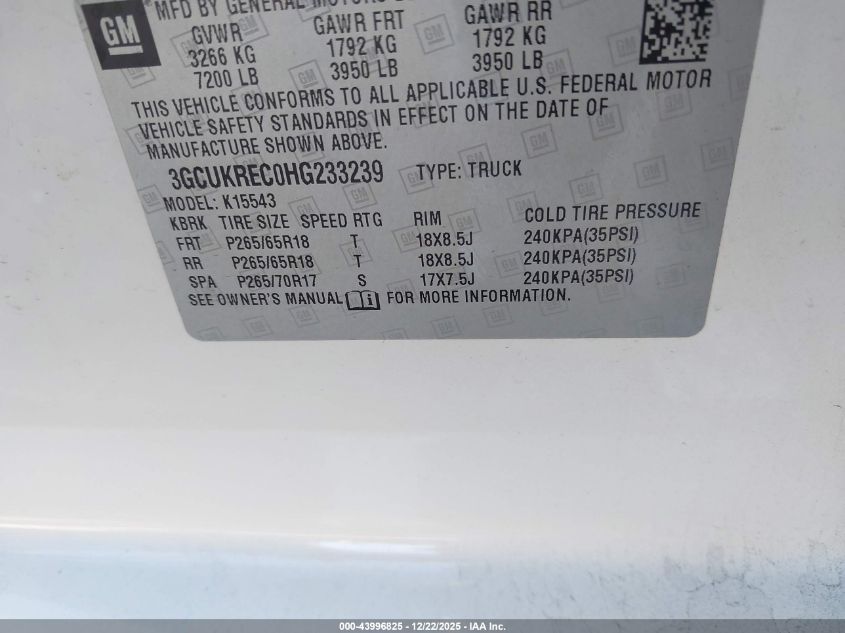 GM
MFD BY GENERAL MOTORS
GVWR GAWR FRT GAWR RR
3266 KG 1792 KG 1792 KG
7200 LB 3950 LB 3950 LB
THIS VEHICLE CONFORMS TO ALL APPLICABLE U.S. FEDERAL MOTOR
VEHICLE SAFETY STANDARDS IN EFFECT ON THE DATE OF
MANUFACTURE SHOWN ABOVE.
3GCUKREC0HG233239 TYPE: TRUCK
MODEL: K15543
KBRK TIRE SIZE SPEED RTG RIM COLD TIRE PRESSURE
FRT P265/65R18 T 18X8.5J 240KPA(35PSI)
RR P265/65R18 T 18X8.5J 240KPA(35PSI)
SPA P265/70R17 S 17X7.5J 240KPA(35PSI)
SEE OWNER'S MANUAL FOR MORE INFORMATION.
000-43996825 - 12/22/2025 - IAA Inc.